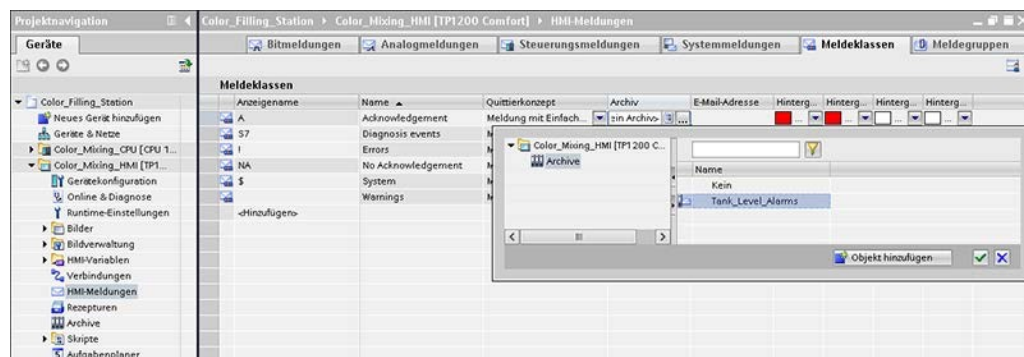 Projektnavigation
Color_Filling_Station ▸ Color_Mixing_HMI [TP1200 Comfort] ▸ HMI-Meldungen
Geräte
Bitmeldungen Analogmeldungen Steuerungsmeldungen Systemmeldungen Meldeklassen Meldegruppen
Meldeklassen
Anzeigename Name Quittierkonzept Archiv E-Mail-Adresse Hinterg... Hinterg... Hinterg... Hinterg...
A Acknowledgement Meldung mit Einfach... ...
S7 Diagnosis events
! Errors
NA No Acknowledgement
$ System
Warnings
<Hinzufügen>
Color_Filling_Station
Neues Gerät hinzufügen
Geräte & Netze
Color_Mixing_CPU [CPU 1...
Color_Mixing_HMI [TP1...
Gerätekonfiguration
Online & Diagnose
Runtime-Einstellungen
Bilder
Bildverwaltung
HMI-Variablen
Verbindungen
HMI-Meldungen
Rezepturen
Archive
Skripte
Aufgabenplaner
Color_Mixing_HMI [TP1200 C...
Archive
Name
Kein
Tank_Level_Alarms
Objekt hinzufügen